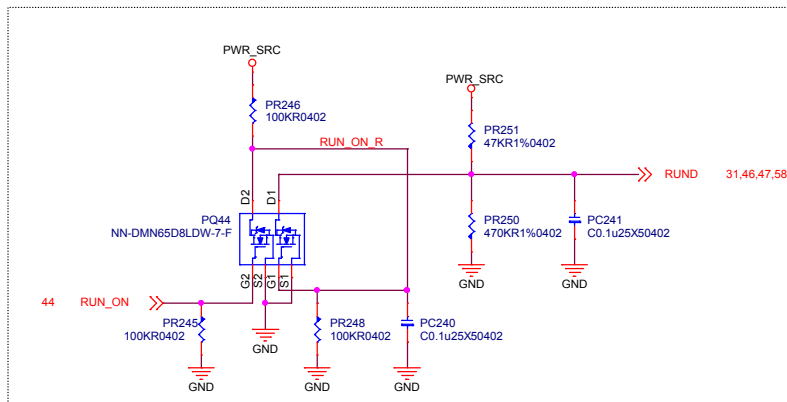 PWR_SRC
PWR_SRC
PR246
100KR0402
RUN_ON_R
PR251
47KR1%0402
RUND 31,46,47,58
D2
D1
PQ44
NN-DMN65D8LDW-7-F
PR250
470KR1%0402
PC241
C0.1u25X50402
G2
S2
G1
S1
GND
GND
44 RUN_ON
PR245
100KR0402
GND
PR248
100KR0402
PC240
C0.1u25X50402
GND
GND
GND